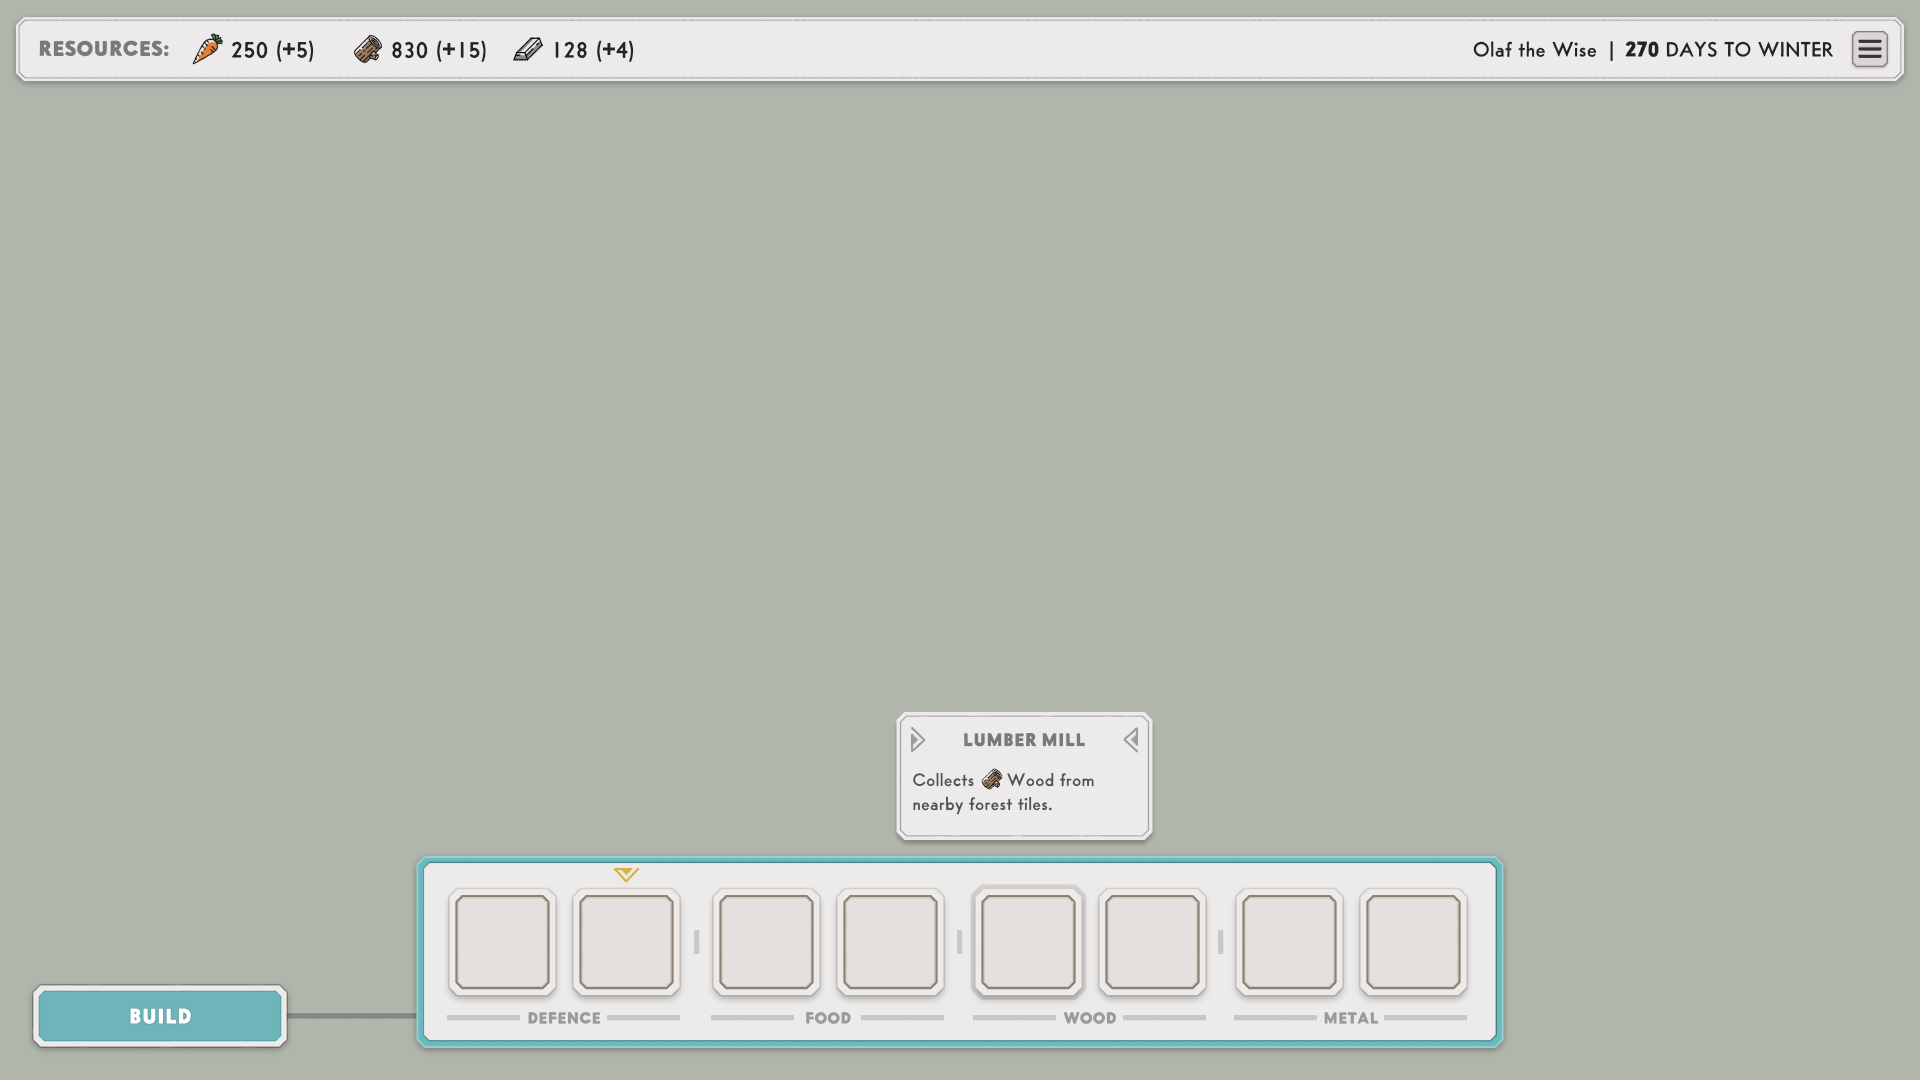 RESOURCES: 250 (+5) 830 (+15) 128 (+4) Olaf the Wise | 270 DAYS TO WINTER
LUMBER MILL
Collects Wood from
nearby forest tiles.
BUILD
DEFENCE FOOD WOOD METAL